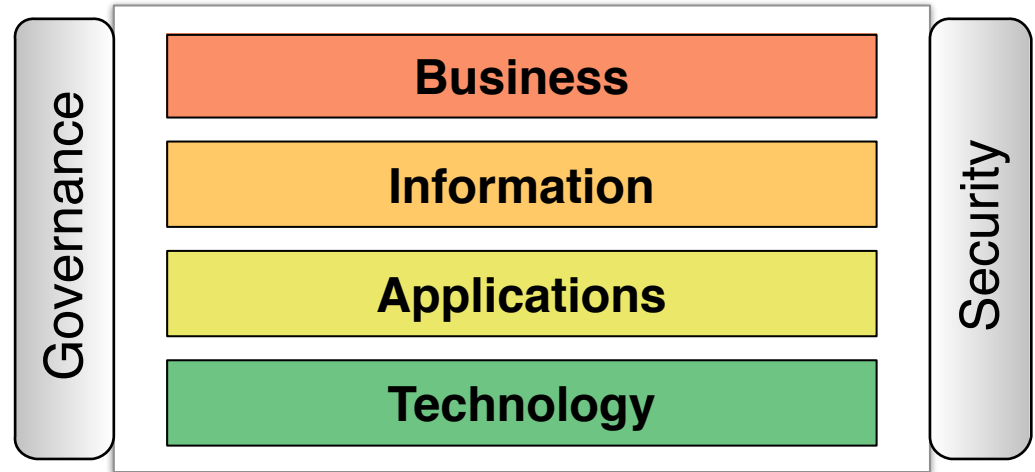 Governance
Business
Information
Applications
Technology
Security